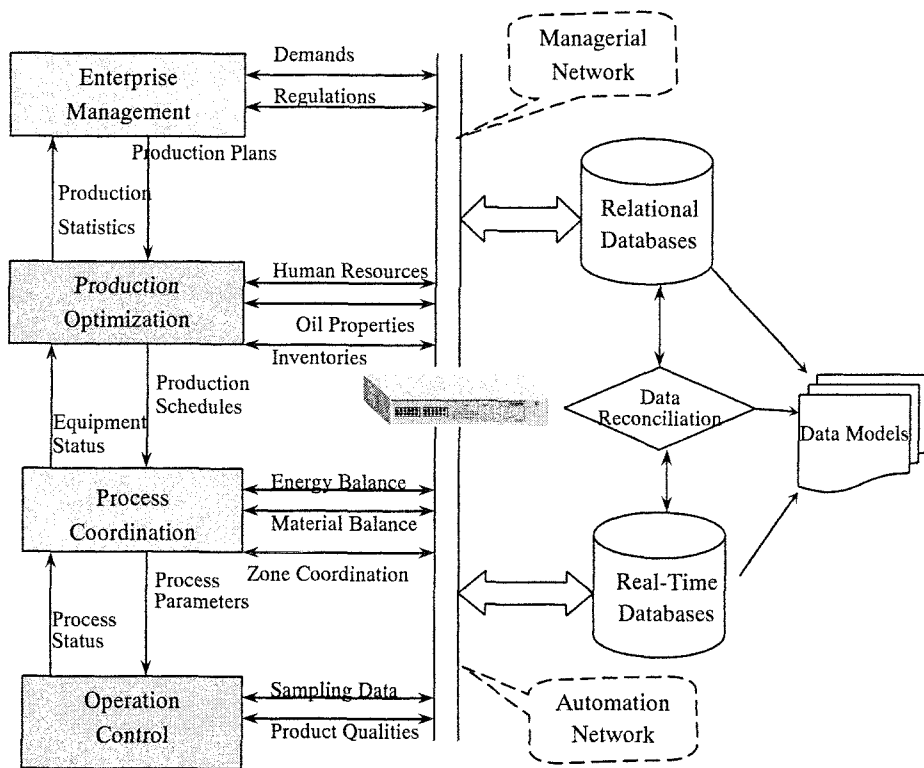 Demands
Enterprise
Management
Regulations
Managerial
Network
Production Plans
Production
Statistics
Relational
Databases
Production
Optimization
Human Resources
Oil Properties
Inventories
Production
Schedules
Equipment
Status
Data
Reconciliation
Data Models
Process
Coordination
Energy Balance
Material Balance
Zone Coordination
Process
Parameters
Process
Status
Real-Time
Databases
Operation
Control
Sampling Data
Product Qualities
Automation
Network